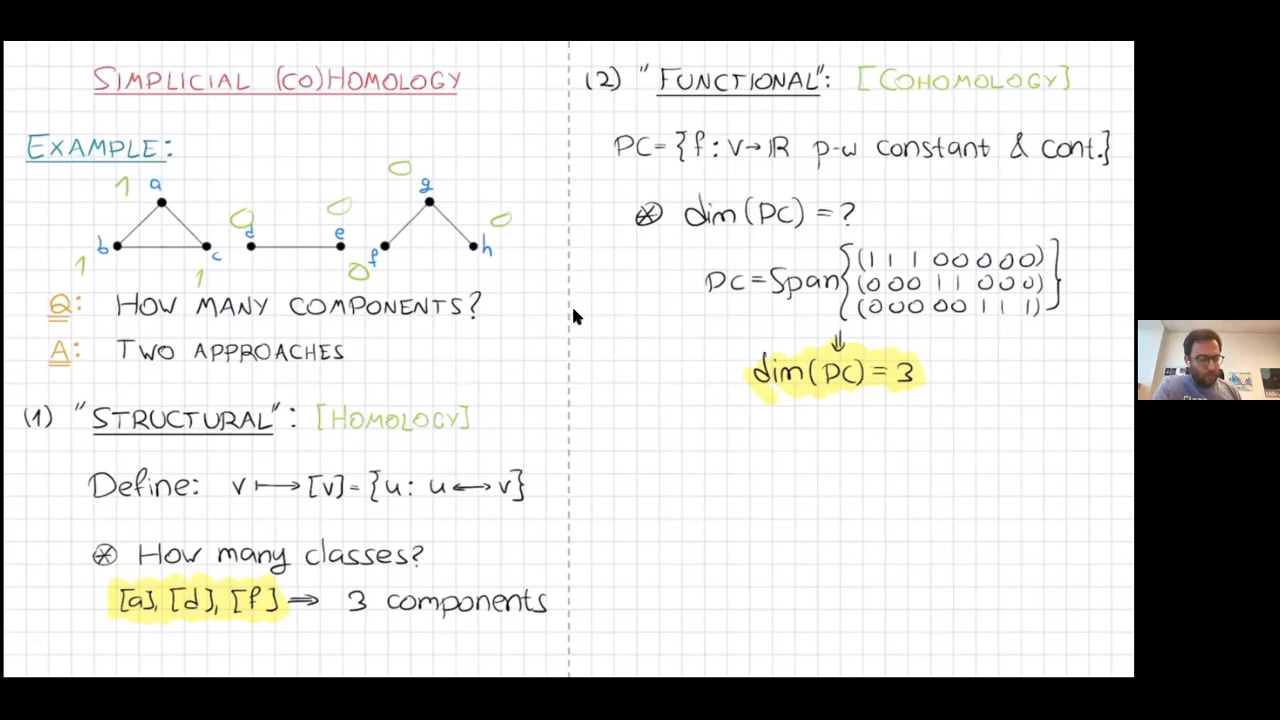 SIMPLICIAL (CO)HOMOLOGY
EXAMPLE:
1 a 0 0 d 0 e 0 g 0
b 1 c 1 f 0 h
Q: HOW MANY COMPONENTS?
A: TWO APPROACHES
(1) "STRUCTURAL": [HOMOLOGY]
Define: v ↦ [v] = {u: u ↔ v}
⊛ How many classes?
[a], [d], [f] ⇒ 3 components
(2) "FUNCTIONAL": [COHOMOLOGY]
PC = {f: V → ℝ p-w constant & cont.}
⊛ dim(PC) = ?
PC = Span {(1 1 1 0 0 0 0 0)
(0 0 0 1 1 0 0 0)
(0 0 0 0 0 1 1 1)}
↓
dim(PC) = 3